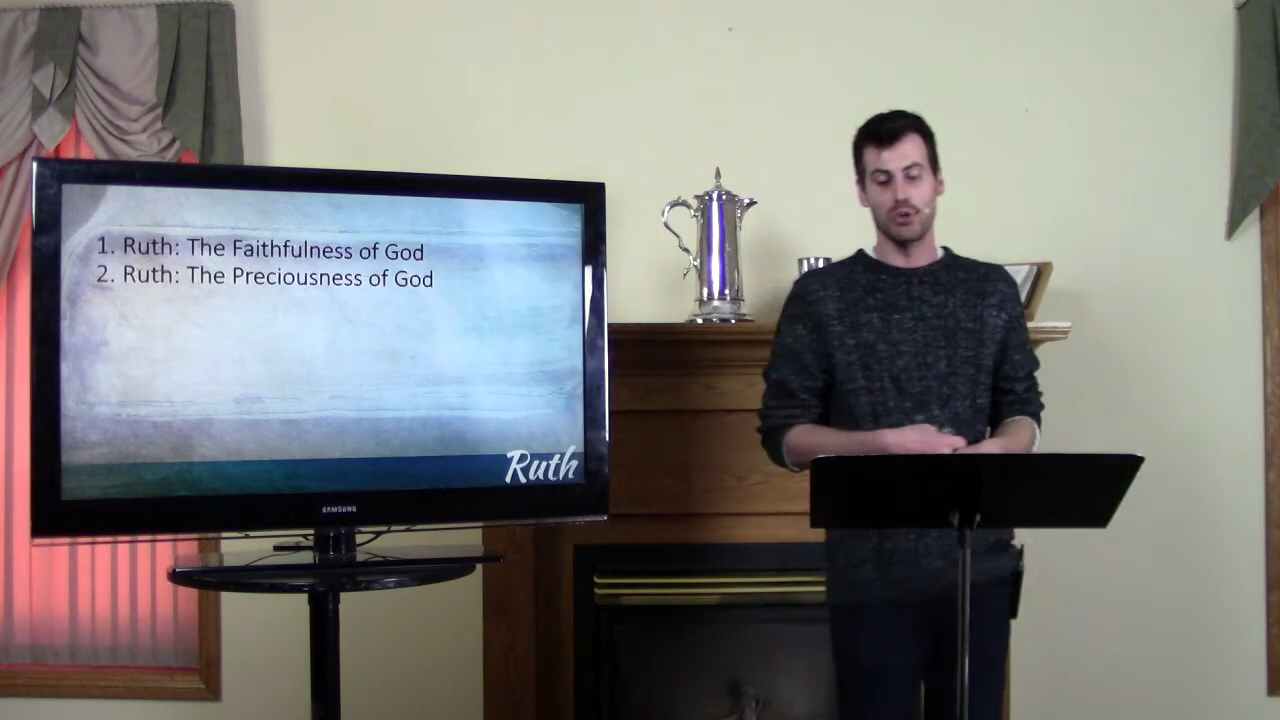 1. Ruth: The Faithfulness of God
2. Ruth: The Preciousness of God
Ruth
SAMSUNG